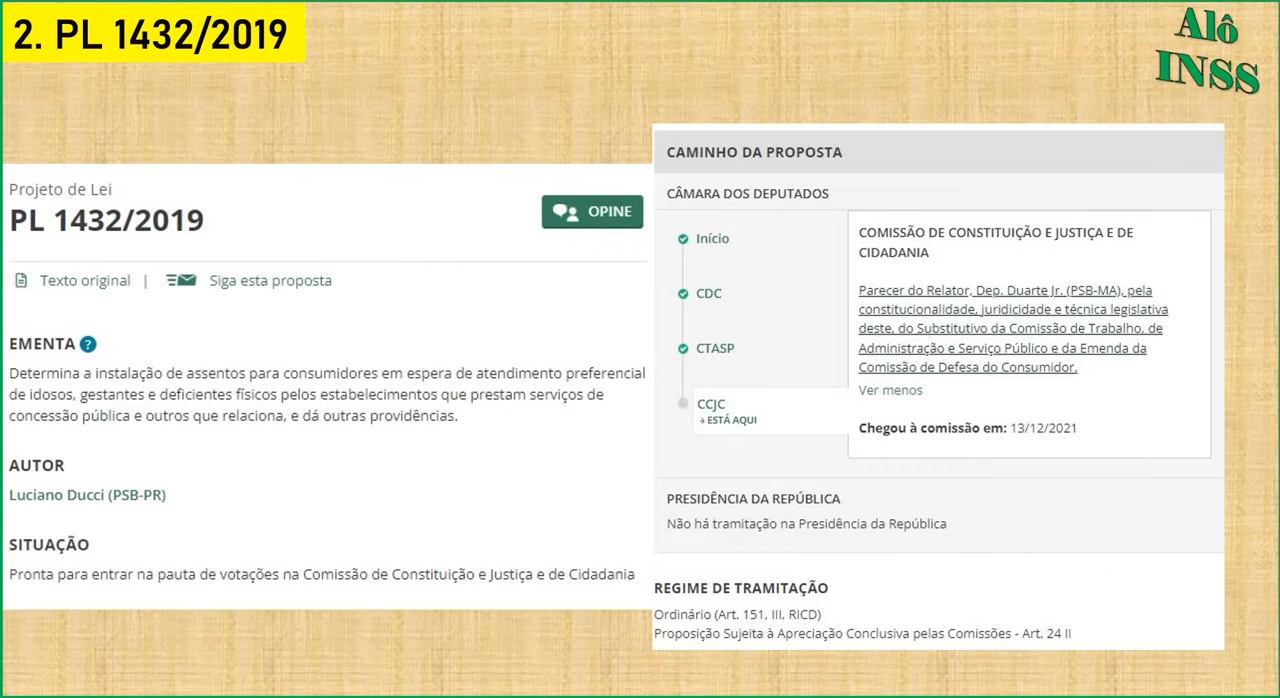 2. PL 1432/2019
Alô
INSS
Projeto de Lei
PL 1432/2019
OPINE
Texto original |
Siga esta proposta
EMENTA ?
Determina a instalação de assentos para consumidores em espera de atendimento preferencial
de idosos, gestantes e deficientes físicos pelos estabelecimentos que prestam serviços de
concessão pública e outros que relaciona, e dá outras providências.
AUTOR
Luciano Ducci (PSB-PR)
SITUAÇÃO
Pronta para entrar na pauta de votações na Comissão de Constituição e Justiça e de Cidadania
CAMINHO DA PROPOSTA
CÂMARA DOS DEPUTADOS
Início
CDC
CTASP
CCJC
→ ESTÁ AQUI
COMISSÃO DE CONSTITUIÇÃO E JUSTIÇA E DE
CIDADANIA
Parecer do Relator, Dep. Duarte Jr. (PSB-MA), pela
constitucionalidade, juridicidade e técnica legislativa
deste, do Substitutivo da Comissão de Trabalho, de
Administração e Serviço Público e da Emenda da
Comissão de Defesa do Consumidor.
Ver menos
Chegou à comissão em: 13/12/2021
PRESIDÊNCIA DA REPÚBLICA
Não há tramitação na Presidência da República
REGIME DE TRAMITAÇÃO
Ordinário (Art. 151, III, RICD)
Proposição Sujeita à Apreciação Conclusiva pelas Comissões - Art. 24 II